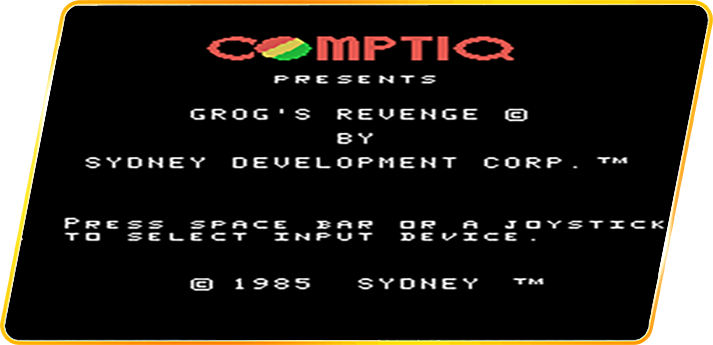 COMPTIQ
PRESENTS
GROG'S REVENGE ©
BY
SYDNEY DEVELOPMENT CORP.™
PRESS SPACE BAR OR A JOYSTICK
TO SELECT INPUT DEVICE.
© 1985 SYDNEY ™